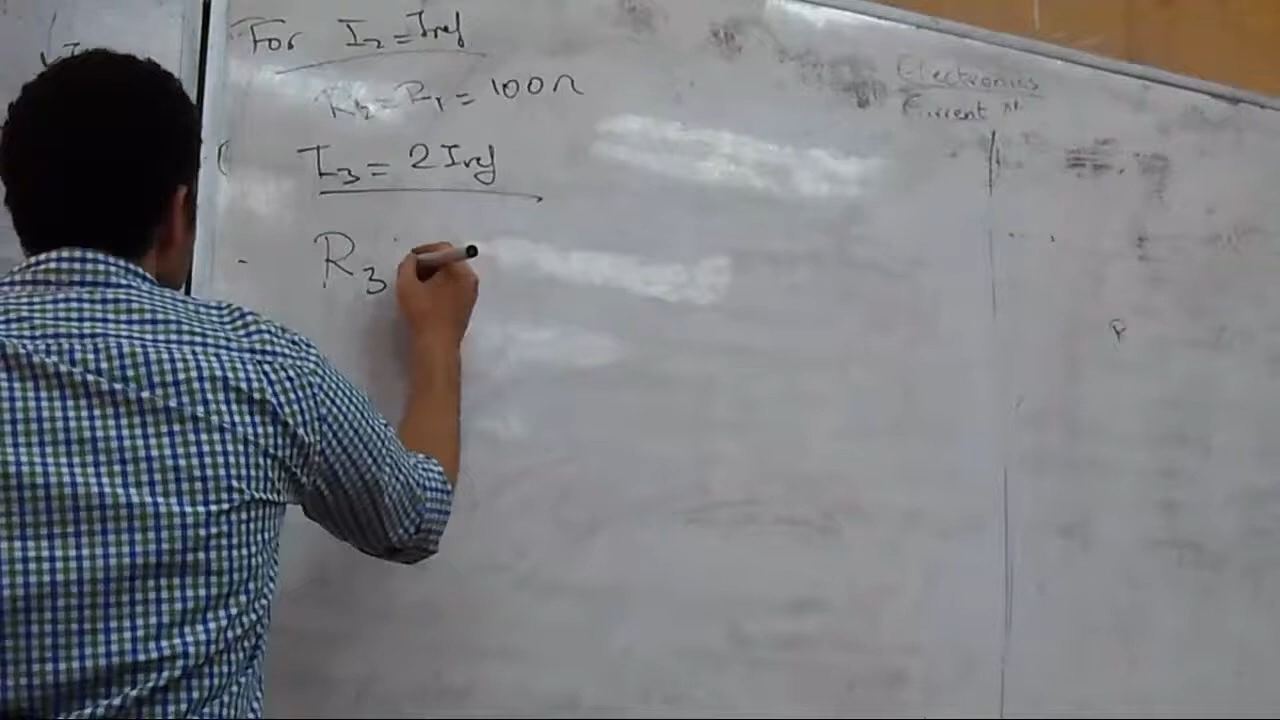 For I₂ = Iref
R₂ = R₁ = 100Ω
I₃ = 2Iref
R₃
Electronics
Current